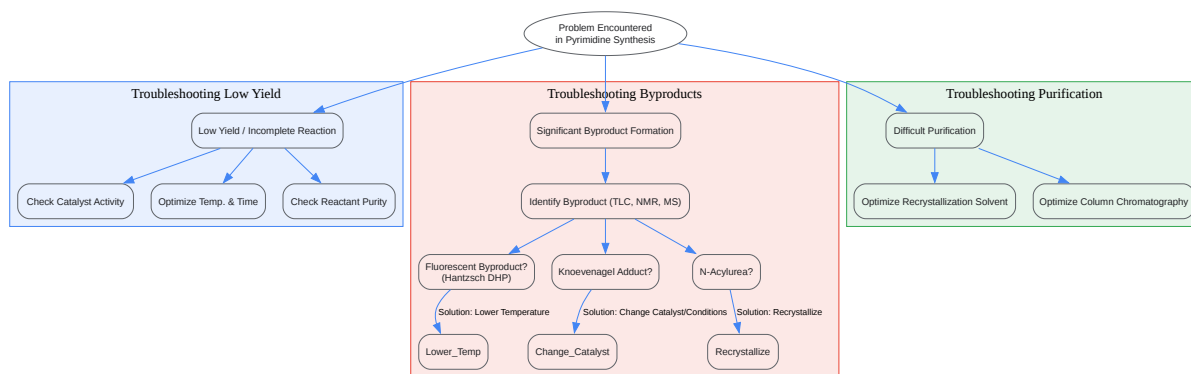 Problem Encountered
in Pyrimidine Synthesis
Troubleshooting Low Yield
Troubleshooting Byproducts
Troubleshooting Purification
Low Yield / Incomplete Reaction
Significant Byproduct Formation
Difficult Purification
Check Catalyst Activity
Optimize Temp. & Time
Check Reactant Purity
Identify Byproduct (TLC, NMR, MS)
Optimize Recrystallization Solvent
Optimize Column Chromatography
Fluorescent Byproduct?
(Hantzsch DHP)
Knoevenagel Adduct?
N-Acylurea?
Solution: Lower Temperature
Solution: Change Catalyst/Conditions
Solution: Recrystallize
Lower_Temp
Change_Catalyst
Recrystallize